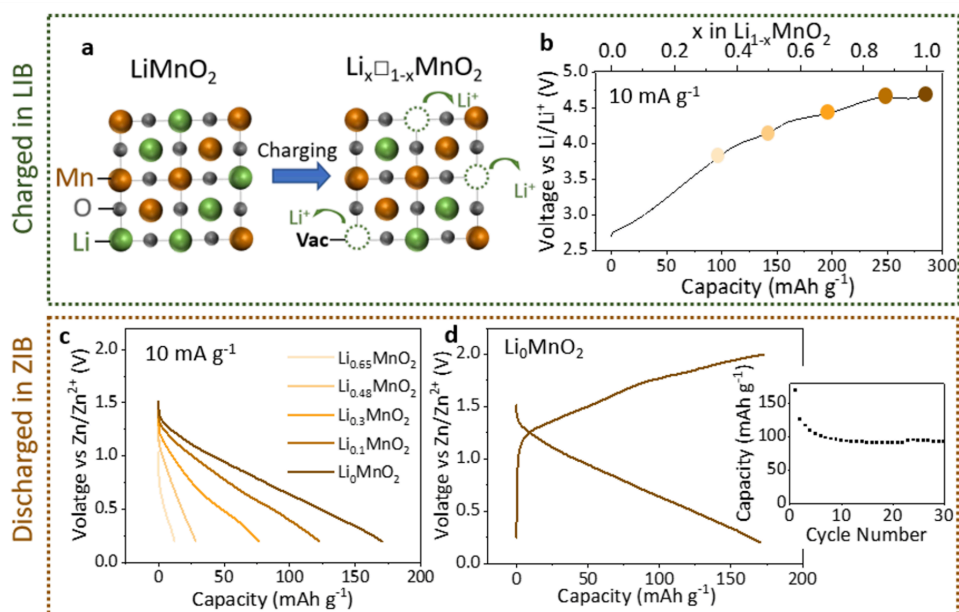 Charged in LIB
a
LiMnO₂
Liₓ□₁₋ₓMnO₂
Li⁺
Charging
Mn
O
Li
Li⁺
Li⁺
Vac
b
x in Li₁₋ₓMnO₂
0.0 0.2 0.4 0.6 0.8 1.0
10 mA g⁻¹
Voltage vs Li/Li⁺ (V)
5.0
4.5
4.0
3.5
3.0
2.5
0 50 100 150 200 250 300
Capacity (mAh g⁻¹)
Discharged in ZIB
c
10 mA g⁻¹
Li₀.₆₅MnO₂
Li₀.₄₈MnO₂
Li₀.₃MnO₂
Li₀.₁MnO₂
Li₀MnO₂
Volatge vs Zn/Zn²⁺ (V)
2.0
1.5
1.0
0.5
0.0
0 50 100 150 200
Capacity (mAh g⁻¹)
d
Li₀MnO₂
Volatge vs Zn/Zn²⁺ (V)
2.0
1.5
1.0
0.5
0.0
0 50 100 150 200
Capacity (mAh g⁻¹)
Capacity (mAh g⁻¹)
150
100
50
0
0 10 20 30
Cycle Number